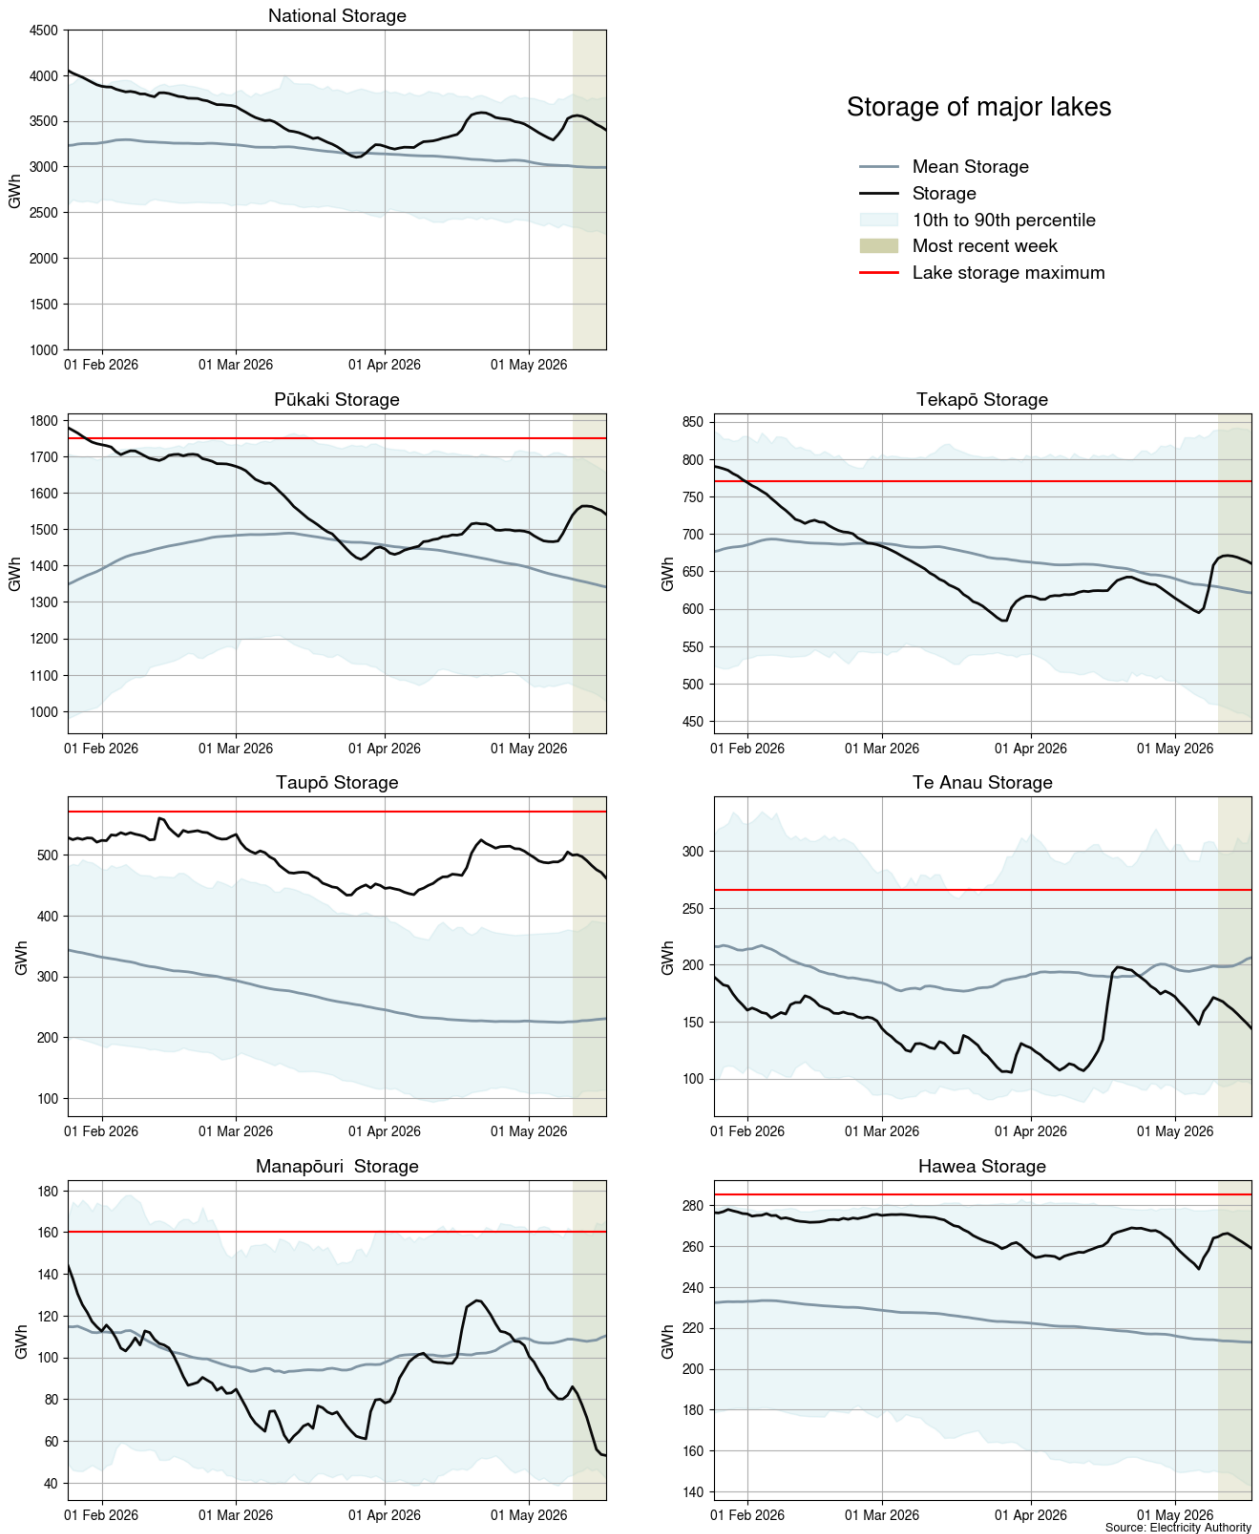 National Storage
4500
4000
3500
3000
2500
2000
1500
1000
GWh
01 Feb 2026
01 Mar 2026
01 Apr 2026
01 May 2026
Storage of major lakes
Mean Storage
Storage
10th to 90th percentile
Most recent week
Lake storage maximum
Pūkaki Storage
1800
1700
1600
1500
1400
1300
1200
1100
1000
GWh
01 Feb 2026
01 Mar 2026
01 Apr 2026
01 May 2026
Tekapō Storage
850
800
750
700
650
600
550
500
450
GWh
01 Feb 2026
01 Mar 2026
01 Apr 2026
01 May 2026
Taupō Storage
500
400
300
200
100
GWh
01 Feb 2026
01 Mar 2026
01 Apr 2026
01 May 2026
Te Anau Storage
300
250
200
150
100
GWh
01 Feb 2026
01 Mar 2026
01 Apr 2026
01 May 2026
Manapōuri  Storage
180
160
140
120
100
80
60
40
GWh
01 Feb 2026
01 Mar 2026
01 Apr 2026
01 May 2026
Hawea Storage
280
260
240
220
200
180
160
140
GWh
01 Feb 2026
01 Mar 2026
01 Apr 2026
01 May 2026
Source: Electricity Authority